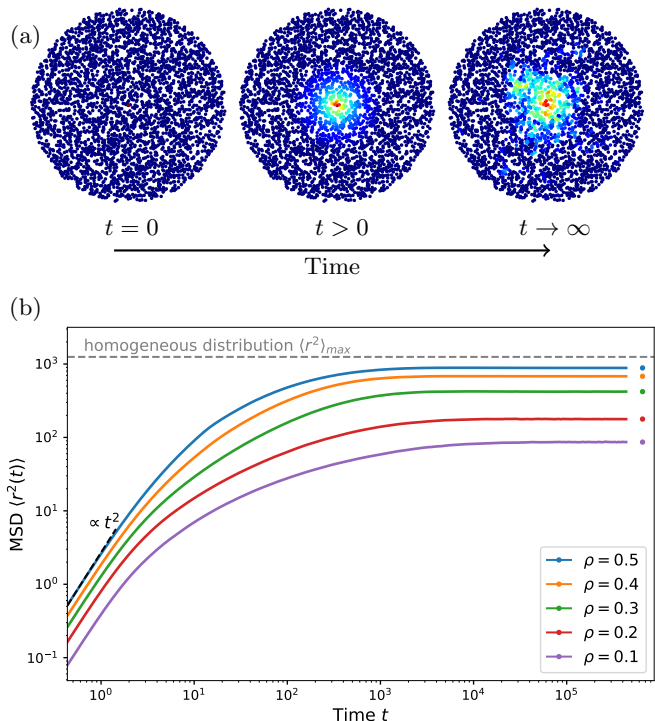 (a)
t = 0
t > 0
t → ∞
Time
(b)
homogeneous distribution ⟨r²⟩ₘₐₓ
∝ t²
MSD ⟨r²(t)⟩
10³
10²
10¹
10⁰
10⁻¹
ρ = 0.5
ρ = 0.4
ρ = 0.3
ρ = 0.2
ρ = 0.1
10⁰ 10¹ 10² 10³ 10⁴ 10⁵
Time t